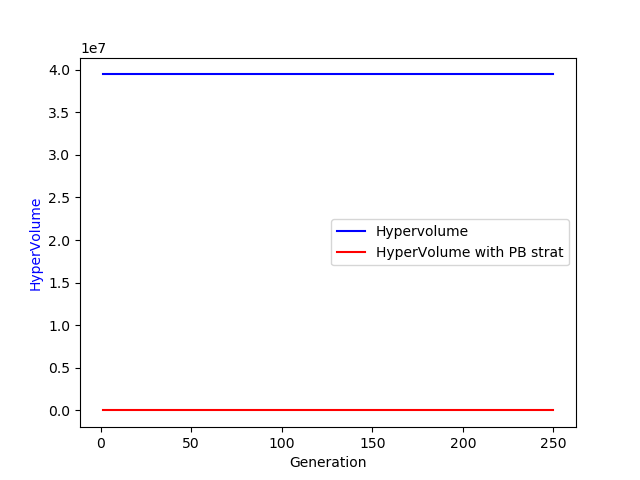 1e7
4.0
3.5
3.0
2.5
2.0
1.5
1.0
0.5
0.0
HyperVolume
Hypervolume
HyperVolume with PB strat
0 50 100 150 200 250
Generation